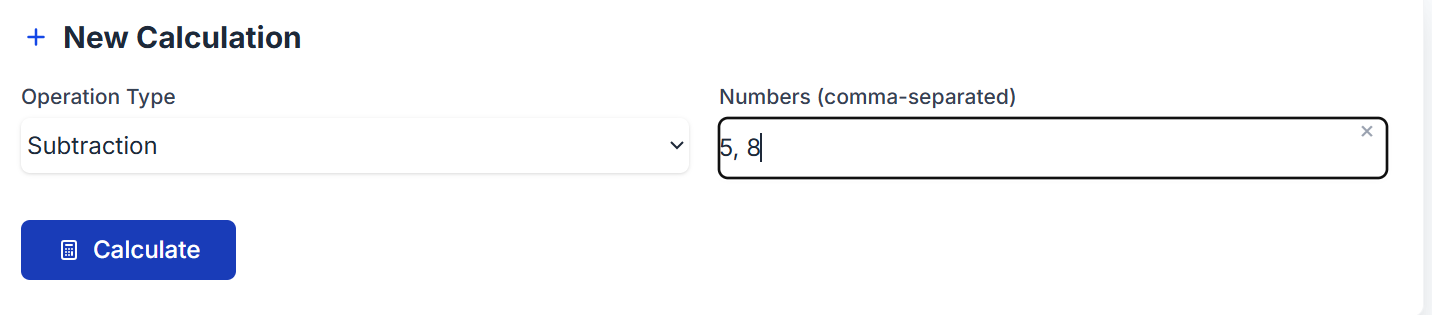 New Calculation
Operation Type
Numbers (comma-separated)
Subtraction
5, 8
Calculate